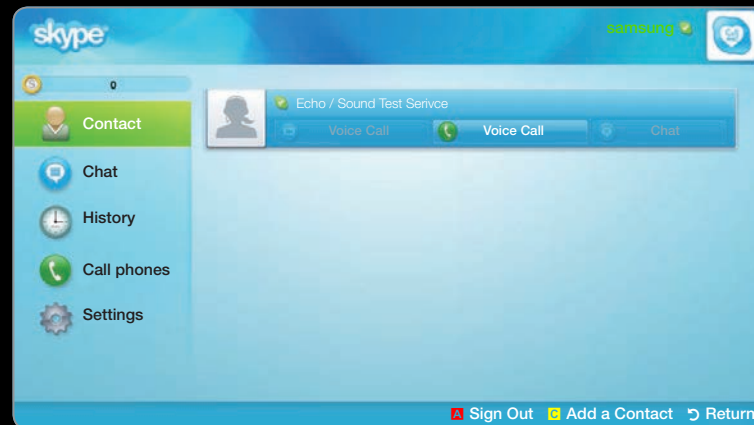 skype
samsung
S 0
Contact
Echo / Sound Test Serivce
Voice Call Voice Call Chat
Chat
History
Call phones
Settings
A Sign Out C Add a Contact Return